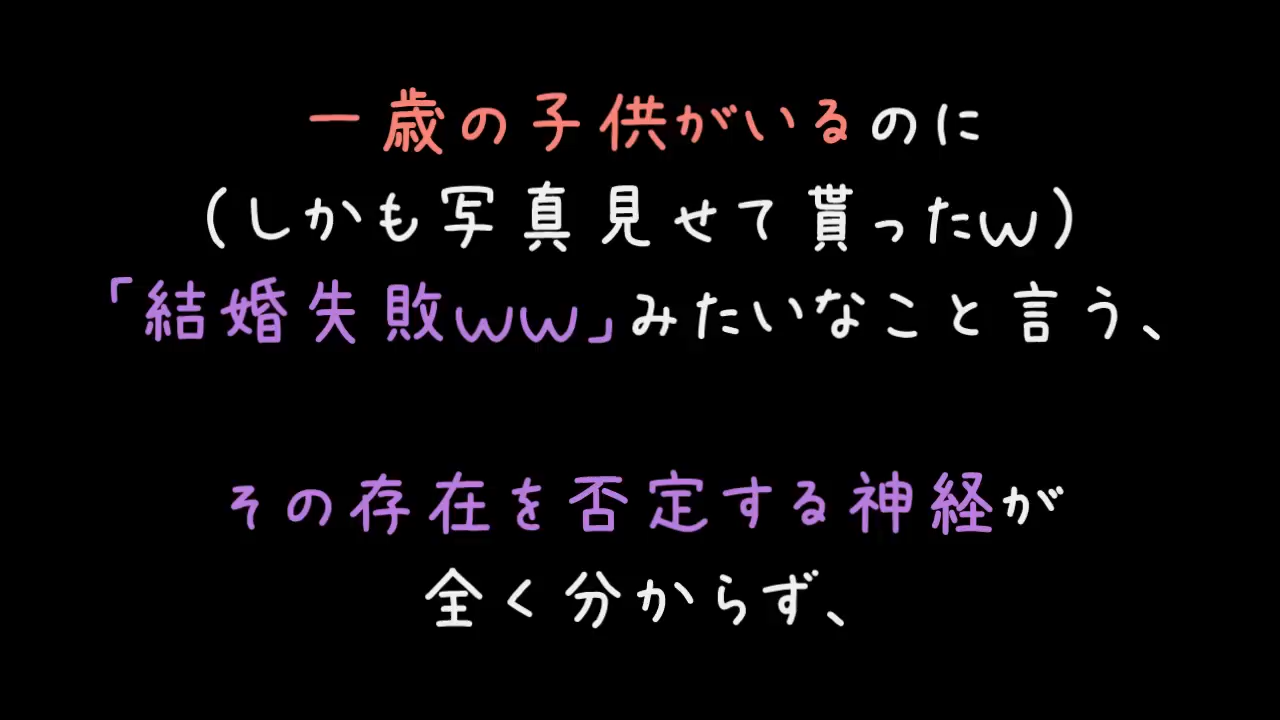 一歳の子供がいるのに
(しかも写真見せて貰ったw)
「結婚失敗ww」みたいなこと言う、
その存在を否定する神経が
全く分からず、